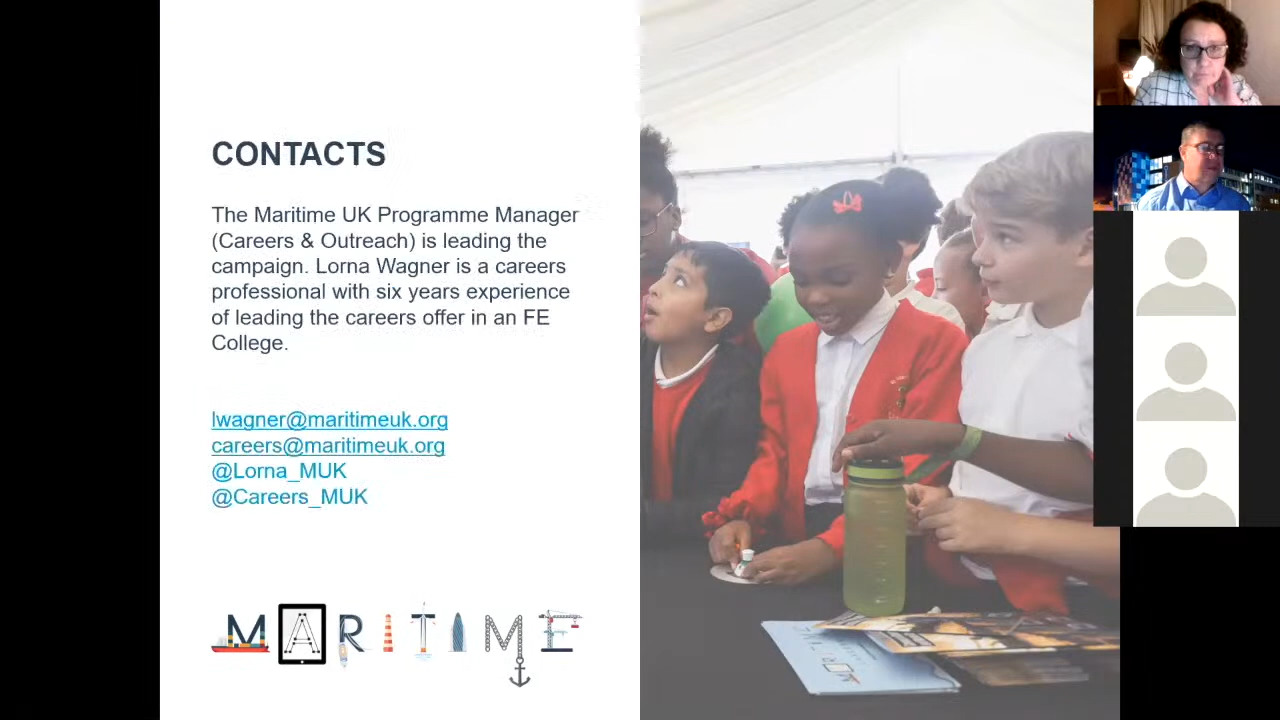 CONTACTS
The Maritime UK Programme Manager
(Careers & Outreach) is leading the
campaign. Lorna Wagner is a careers
professional with six years experience
of leading the careers offer in an FE
College.
lwagner@maritimeuk.org
careers@maritimeuk.org
@Lorna_MUK
@Careers_MUK
MARITIME